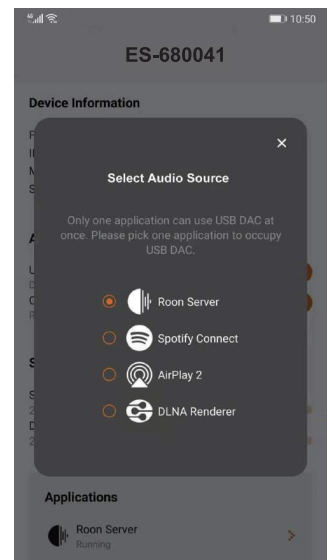 4G
10:50
ES-680041
Device Information
Select Audio Source
Only one application can use USB DAC at
once. Please pick one application to occupy
USB DAC.
Roon Server
Spotify Connect
AirPlay 2
DLNA Renderer
Applications
Roon Server
Running